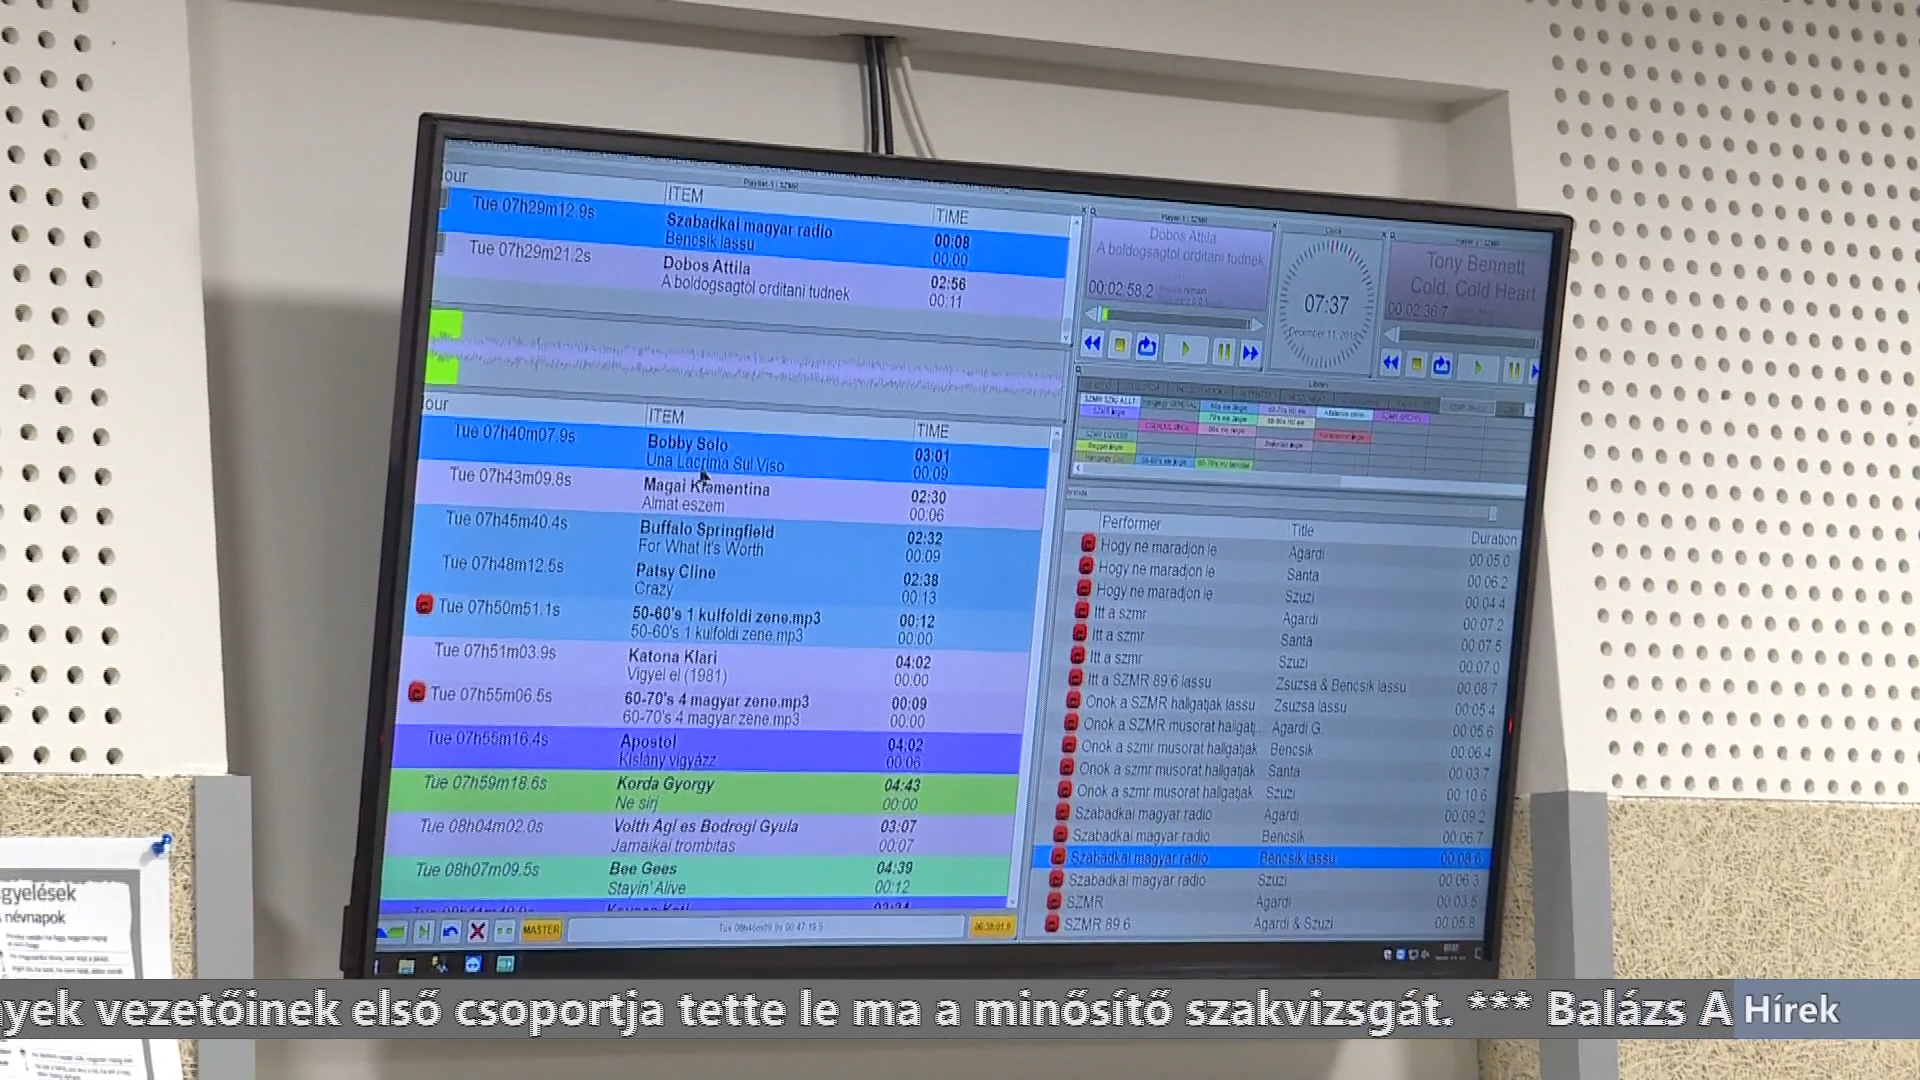 our ITEM TIME
Playlist-1 | SZMR
Tue 07h29m12.9s Szabadkai magyar radio 00:08
Bencsik lassu 00:00
Tue 07h29m21.2s Dobos Attila 02:56
A boldogsagtol orditani tudnek 00:11
our ITEM TIME
Tue 07h40m07.9s Bobby Solo 03:01
Una Lacrima Sul Viso 00:09
Tue 07h43m09.8s Magai Klementina 02:30
Almat eszem 00:06
Tue 07h45m40.4s Buffalo Springfield 02:32
For What It's Worth 00:09
Tue 07h48m12.5s Patsy Cline 02:38
Crazy 00:13
Tue 07h50m51.1s 50-60's 1 kulfoldi zene.mp3 00:12
50-60's 1 kulfoldi zene.mp3 00:00
Tue 07h51m03.9s Katona Klari 04:02
Vigyel el (1981) 00:00
Tue 07h55m06.5s 60-70's 4 magyar zene.mp3 00:09
60-70's 4 magyar zene.mp3 00:00
Tue 07h55m16.4s Apostol 04:02
Kislány vigyázz 00:06
Tue 07h59m18.6s Korda Gyorgy 04:43
Ne sirj 00:00
Tue 08h04m02.0s Volth Agi es Bodrogi Gyula 03:07
Jamaikai trombitas 00:07
Tue 08h07m09.5s Bee Gees 04:39
Stayin' Alive 00:12
MASTER
Player-1 | SZMR
Dobos Attila
A boldogsagtol orditani tudnek
00:02:58.2
Clock
07:37
December 11, 2018
Tony Bennett
Cold, Cold Heart
00:02:36.7
Performer Title Duration
Hogy ne maradjon le Agardi 00:05.0
Hogy ne maradjon le Santa 00:06.2
Hogy ne maradjon le Szuzi 00:04.4
Itt a szmr Agardi 00:07.2
Itt a szmr Santa 00:07.5
Itt a szmr Szuzi 00:07.0
Itt a SZMR 89.6 lassu Zsuzsa & Bencsik lassu 00:08.7
Onok a SZMR hallgatjak lassu Zsuzsa lassu 00:05.4
Onok a SZMR musorat hallgatj... Agardi G. 00:05.6
Onok a szmr musorat hallgatjak Bencsik 00:06.4
Onok a szmr musorat hallgatjak Santa 00:03.7
Onok a szmr musorat hallgatjak Szuzi 00:10.6
Szabadkai magyar radio Agardi 00:09.2
Szabadkai magyar radio Bencsik 00:06.7
Szabadkai magyar radio Bencsik lassu 00:08.6
Szabadkai magyar radio Szuzi 00:06.3
SZMR Agardi 00:03.5
SZMR 89.6 Agardi & Szuzi 00:05.8
gyelések
névnapok
yek vezetőinek első csoportja tette le ma a minősítő szakvizsgát. *** Balázs A
Hírek